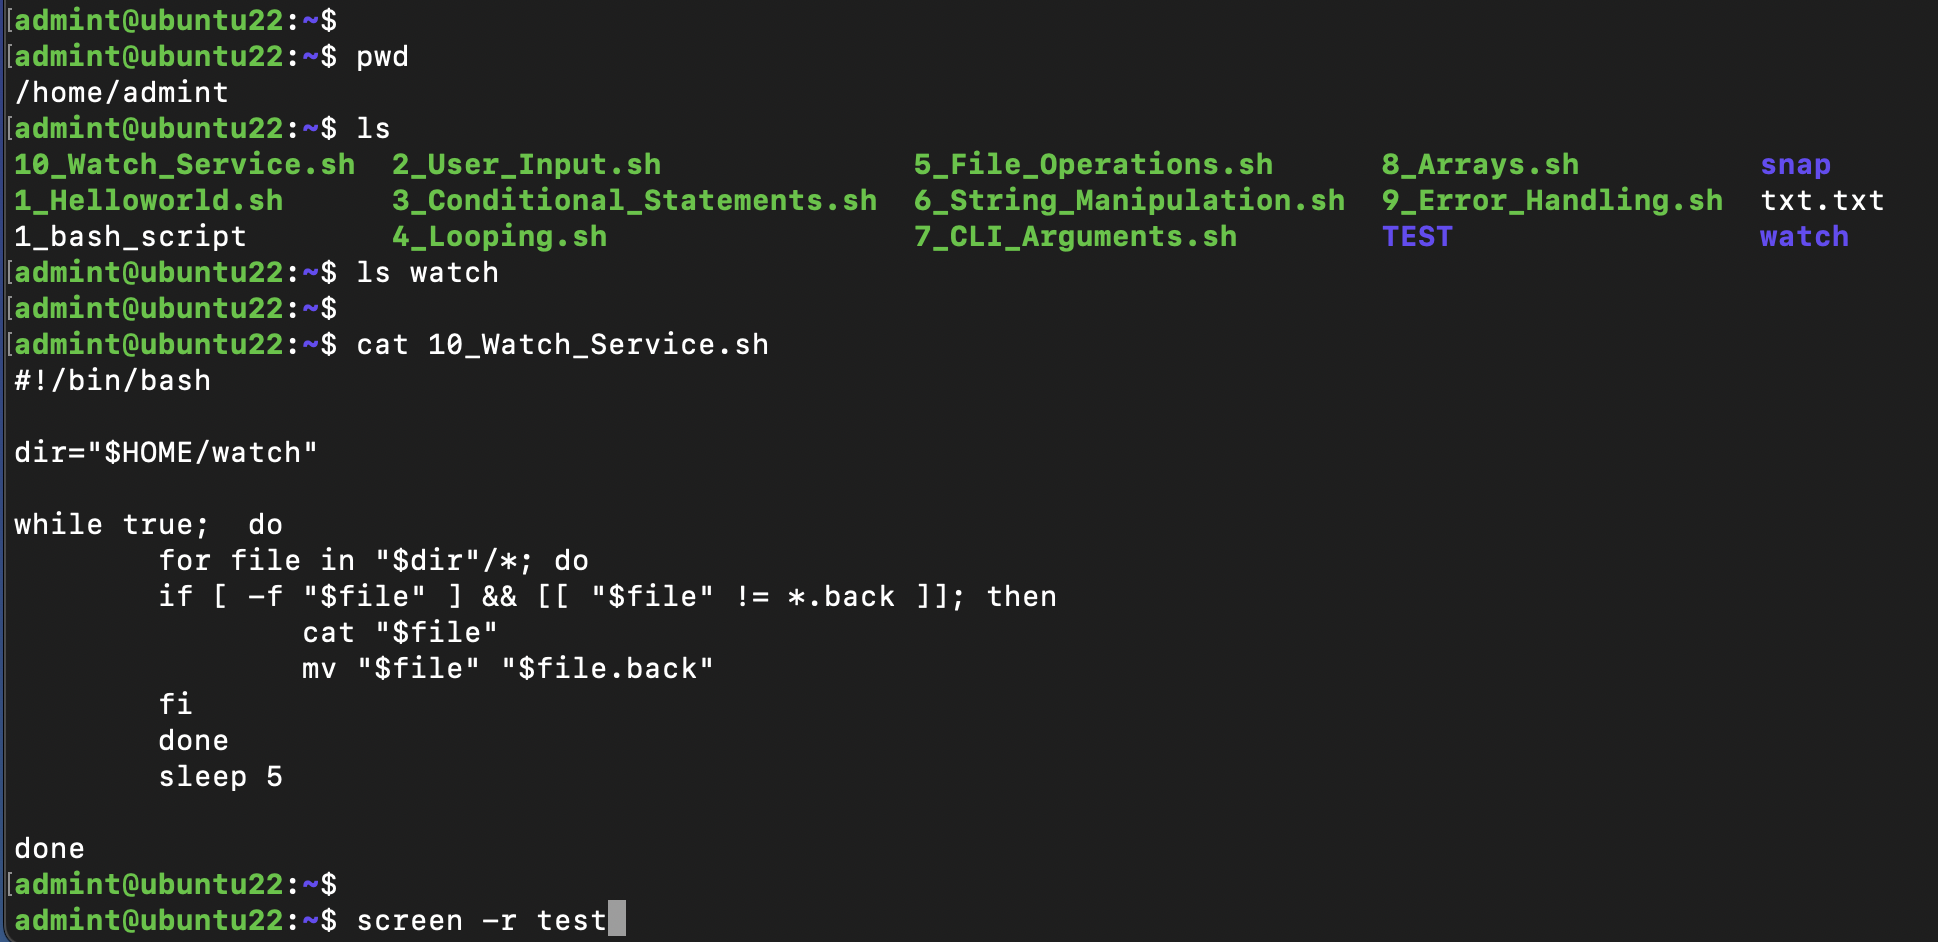 [admint@ubuntu22:~$
[admint@ubuntu22:~$ pwd
/home/admint
[admint@ubuntu22:~$ ls
10_Watch_Service.sh  2_User_Input.sh              5_File_Operations.sh      8_Arrays.sh          snap
1_Helloworld.sh      3_Conditional_Statements.sh  6_String_Manipulation.sh  9_Error_Handling.sh  txt.txt
1_bash_script        4_Looping.sh                 7_CLI_Arguments.sh        TEST                 watch
[admint@ubuntu22:~$ ls watch
[admint@ubuntu22:~$
[admint@ubuntu22:~$ cat 10_Watch_Service.sh
#!/bin/bash

dir="$HOME/watch"

while true;  do
        for file in "$dir"/*; do
        if [ -f "$file" ] && [[ "$file" != *.back ]]; then
                cat "$file"
                mv "$file" "$file.back"
        fi
        done
        sleep 5

done
[admint@ubuntu22:~$
admint@ubuntu22:~$ screen -r test